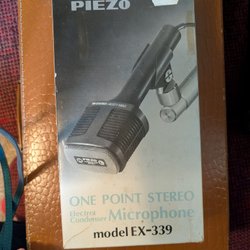 PIEZO
ONE POINT STEREO
Electret
Condenser Microphone
model EX-339